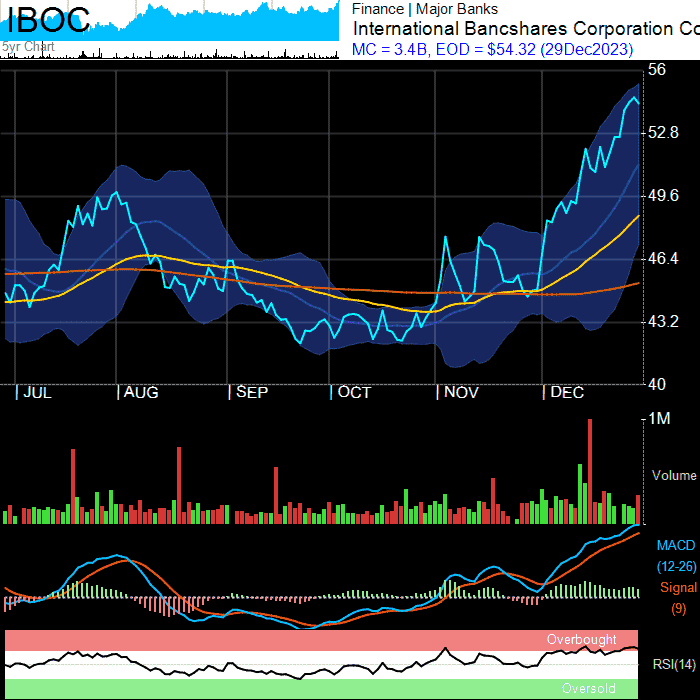 IBOC
5yr Chart
Finance | Major Banks
International Bancshares Corporation Co
MC = 3.4B, EOD = $54.32 (29Dec2023)
56
52.8
49.6
46.4
43.2
40
| JUL | AUG | SEP | OCT | NOV | DEC
1M
Volume
MACD
(12-26)
Signal
(9)
Overbought
RSI(14)
Oversold